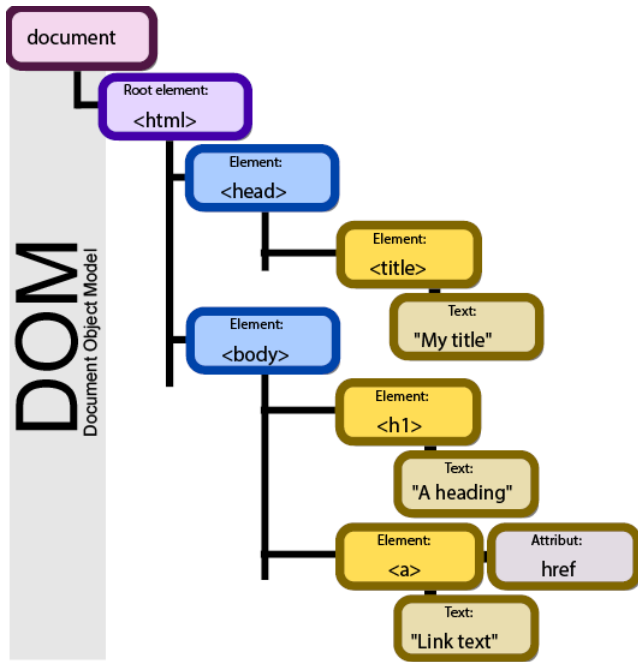 document
Root element:
<html>
Element:
<head>
Element:
<title>
Text:
"My title"
DOM
Document Object Model
Element:
<body>
Element:
<h1>
Text:
"A heading"
Element:
<a>
Attribut:
href
Text:
"Link text"